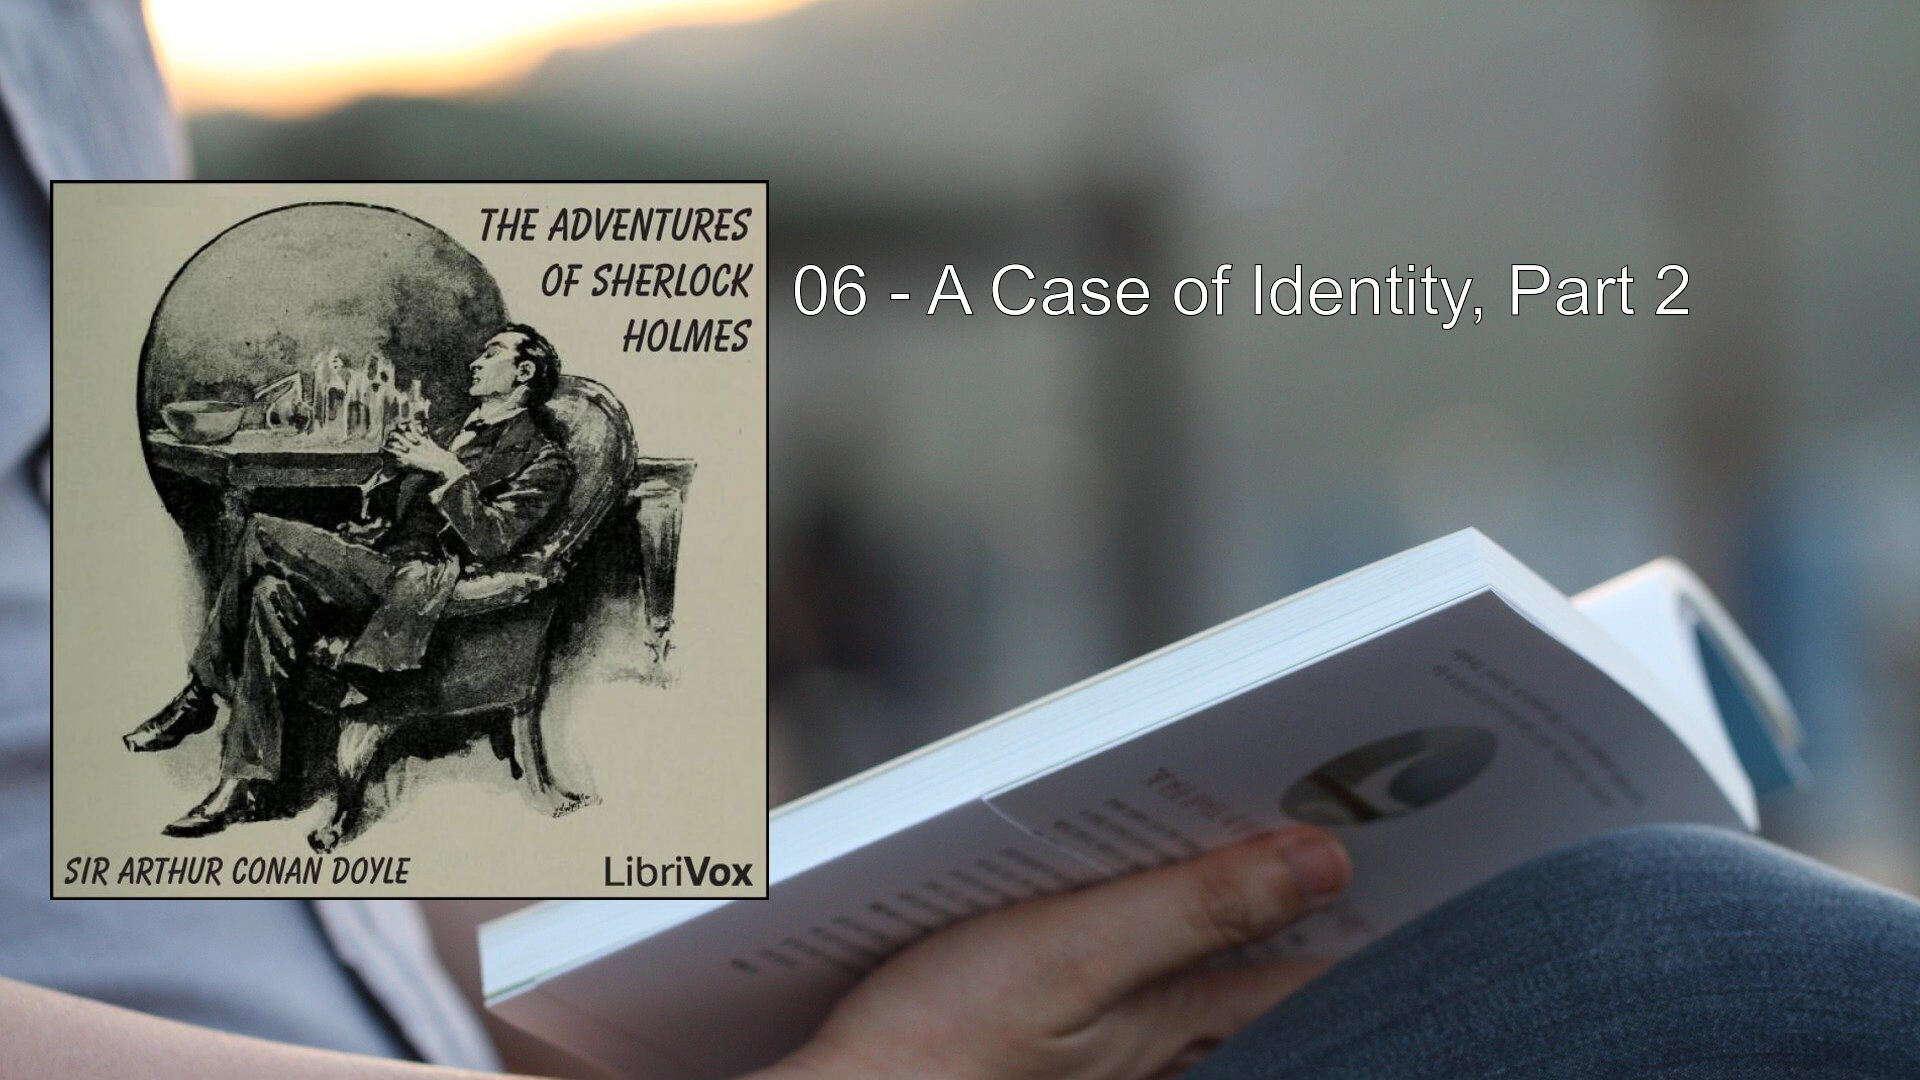 THE ADVENTURES
OF SHERLOCK
HOLMES
06 - A Case of Identity, Part 2
SIR ARTHUR CONAN DOYLE
LibriVox